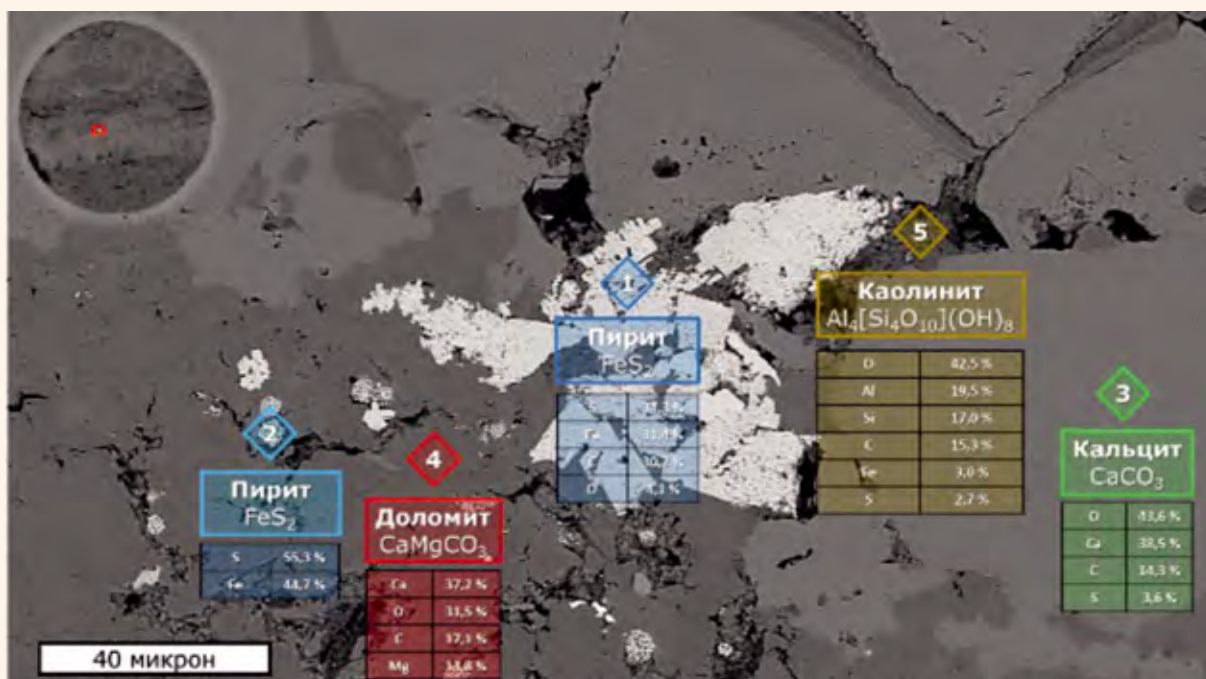 5
Каолинит
Al₄[Si₄O₁₀](OH)₈
O 42,5 %
Al 19,5 %
Si 17,0 %
C 15,3 %
Fe 3,0 %
S 2,7 %
1
Пирит
FeS₂
3
Кальцит
CaCO₃
O 43,6 %
Ca 38,5 %
C 14,3 %
S 3,6 %
2
Пирит
FeS₂
S 55,3 %
Fe 44,7 %
4
Доломит
CaMgCO₃
Ca 37,2 %
O 31,5 %
C 17,1 %
Mg
40 микрон